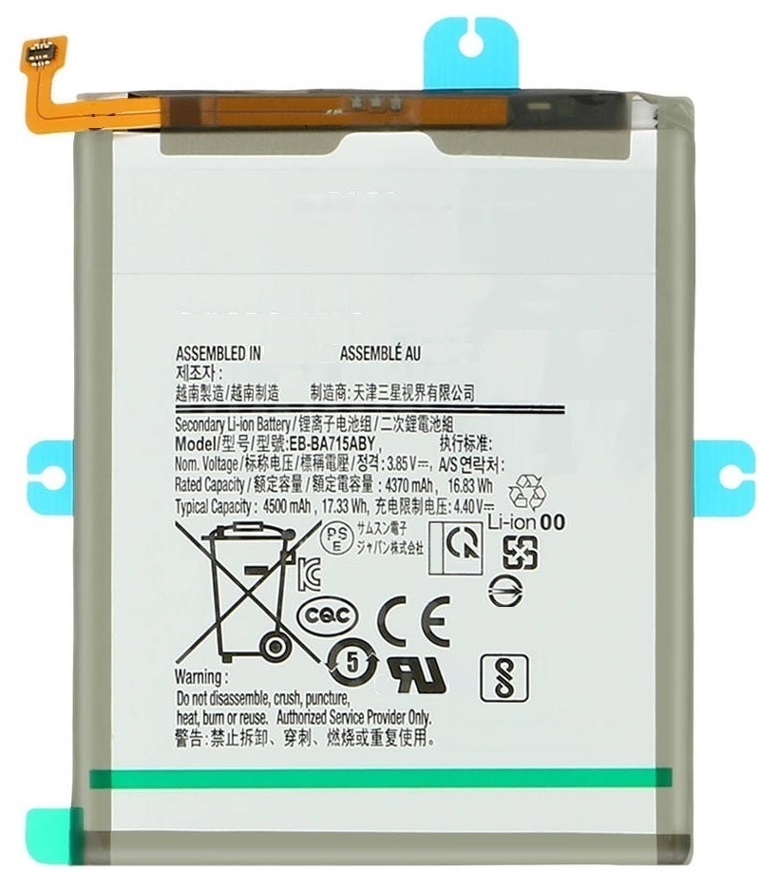 ASSEMBLED IN ASSEMBLÉ AU
제조자 :
越南製造/越南制造 制造商: 天津三星视界有限公司
Secondary Li-ion Battery / 锂离子电池组 / 二次鋰電池組
Model/型号/型號:EB-BA715ABY , 执行标准:
Nom. Voltage / 标称电压 / 標稱電壓 / 정격 : 3.85V⎓, A/S 연락처:
Rated Capacity / 额定容量 / 額定容量 : 4370 mAh, 16.83 Wh
Typical Capacity : 4500 mAh , 17.33 Wh, 充电限制电压: 4.40V⎓
Li-ion 00
PS
E
サムスン電子
ジャパン株式会社
CQC
CE
5
Warning :
Do not disassemble, crush, puncture,
heat, burn or reuse. Authorized Service Provider Only.
警告: 禁止拆卸、穿刺、燃烧或重复使用。